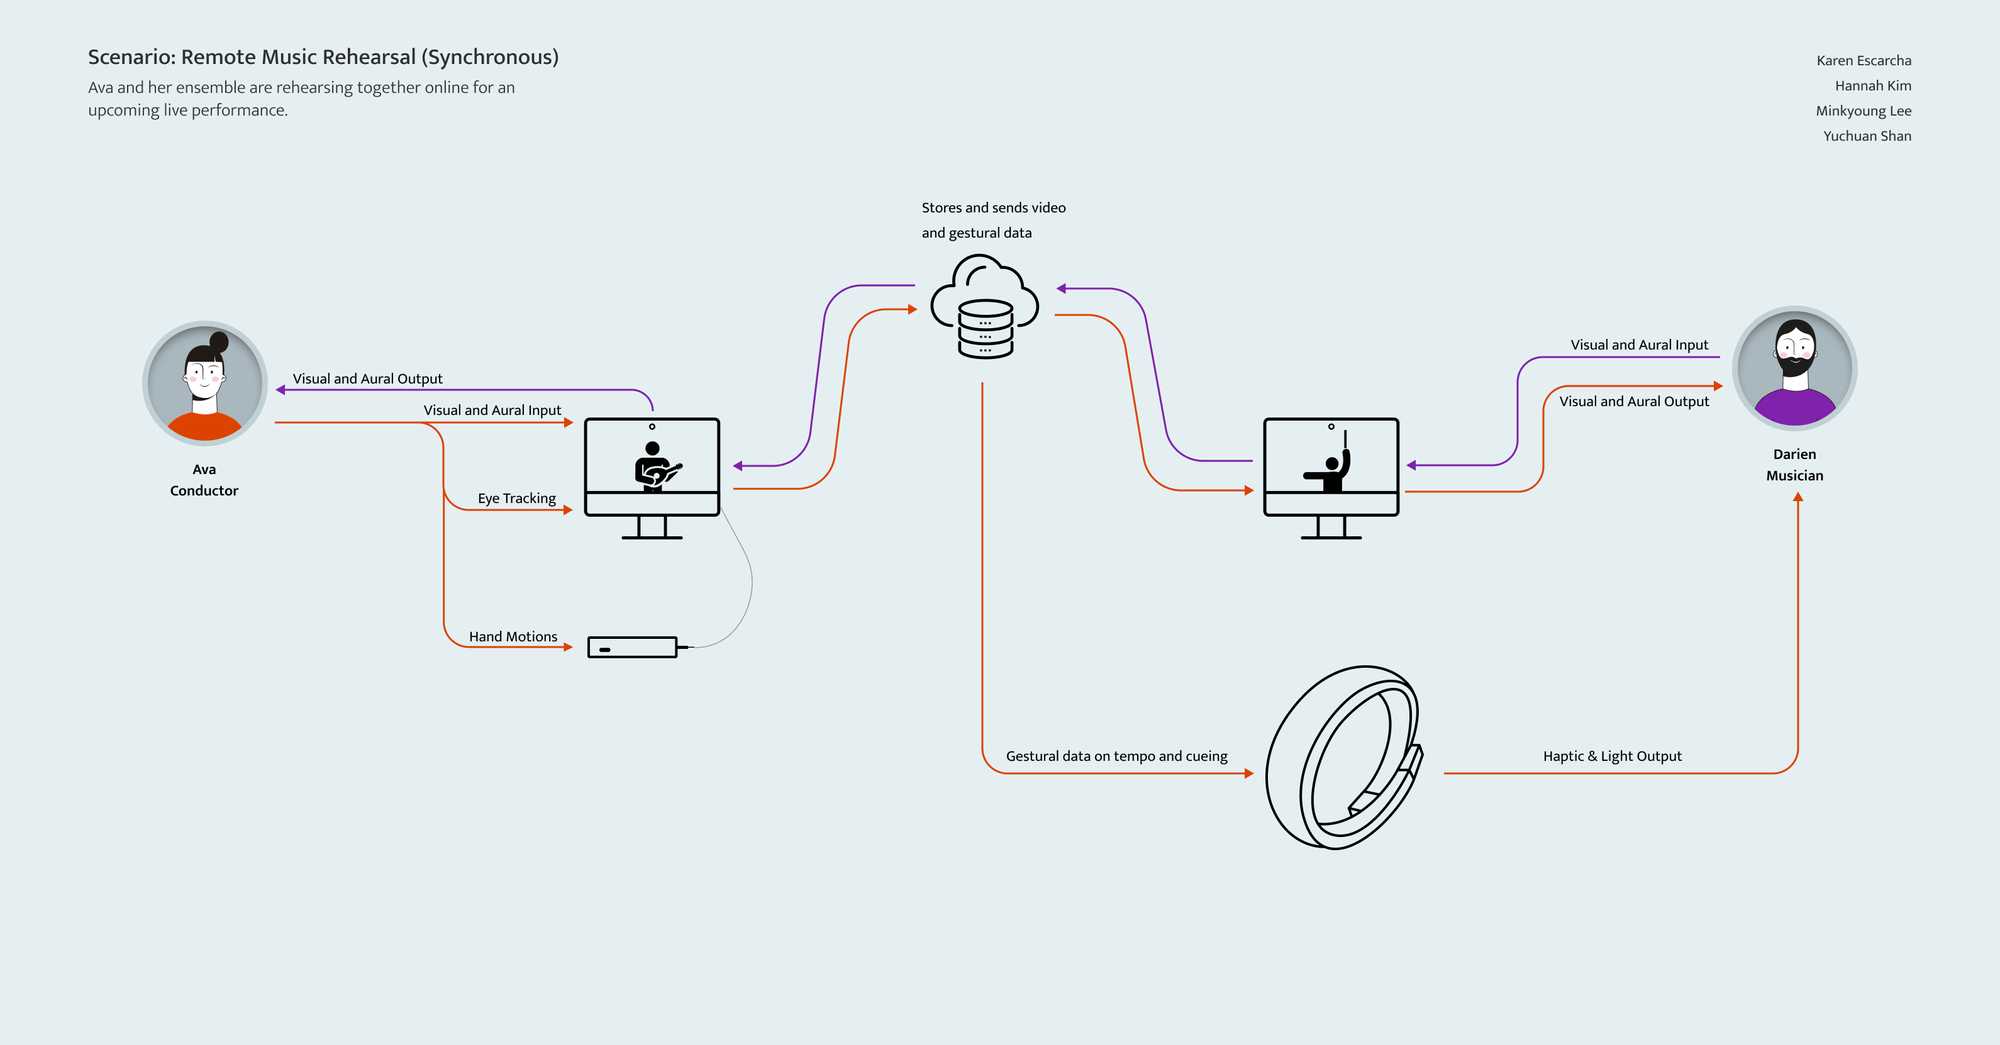 Scenario: Remote Music Rehearsal (Synchronous)
Ava and her ensemble are rehearsing together online for an
upcoming live performance.
Karen Escarcha
Hannah Kim
Minkyoung Lee
Yuchuan Shan
Stores and sends video
and gestural data
Visual and Aural Output
Visual and Aural Input
Eye Tracking
Hand Motions
Ava
Conductor
Visual and Aural Input
Visual and Aural Output
Darien
Musician
Gestural data on tempo and cueing
Haptic & Light Output